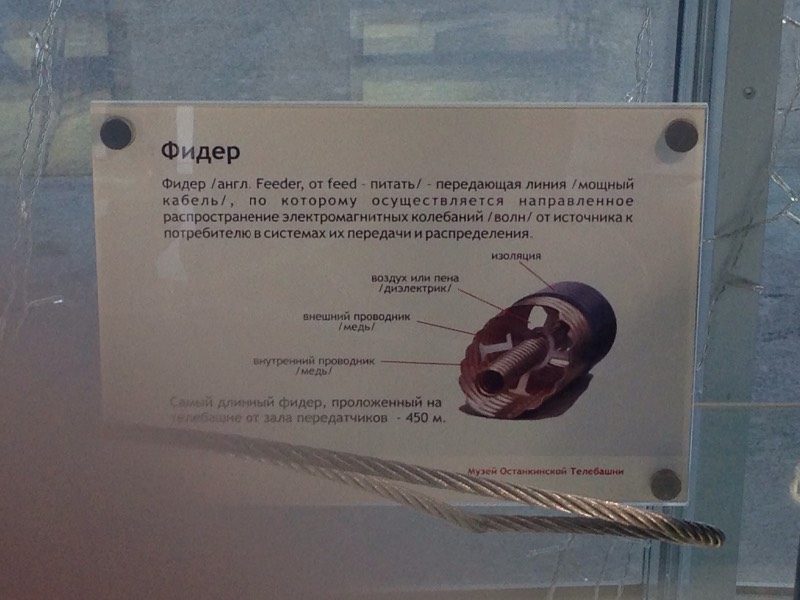 Фидер
Фидер /англ. Feeder, от feed - питать/ - передающая линия /мощный
кабель/, по которому осуществляется направленное
распространение электромагнитных колебаний /волн/ от источника к
потребителю в системах их передачи и распределения.
изоляция
воздух или пена
/диэлектрик/
внешний проводник
/медь/
внутренний проводник
/медь/
Самый длинный фидер, проложенный на
телебашне от зала передатчиков - 450 м.
Музей Останкинской Телебашни